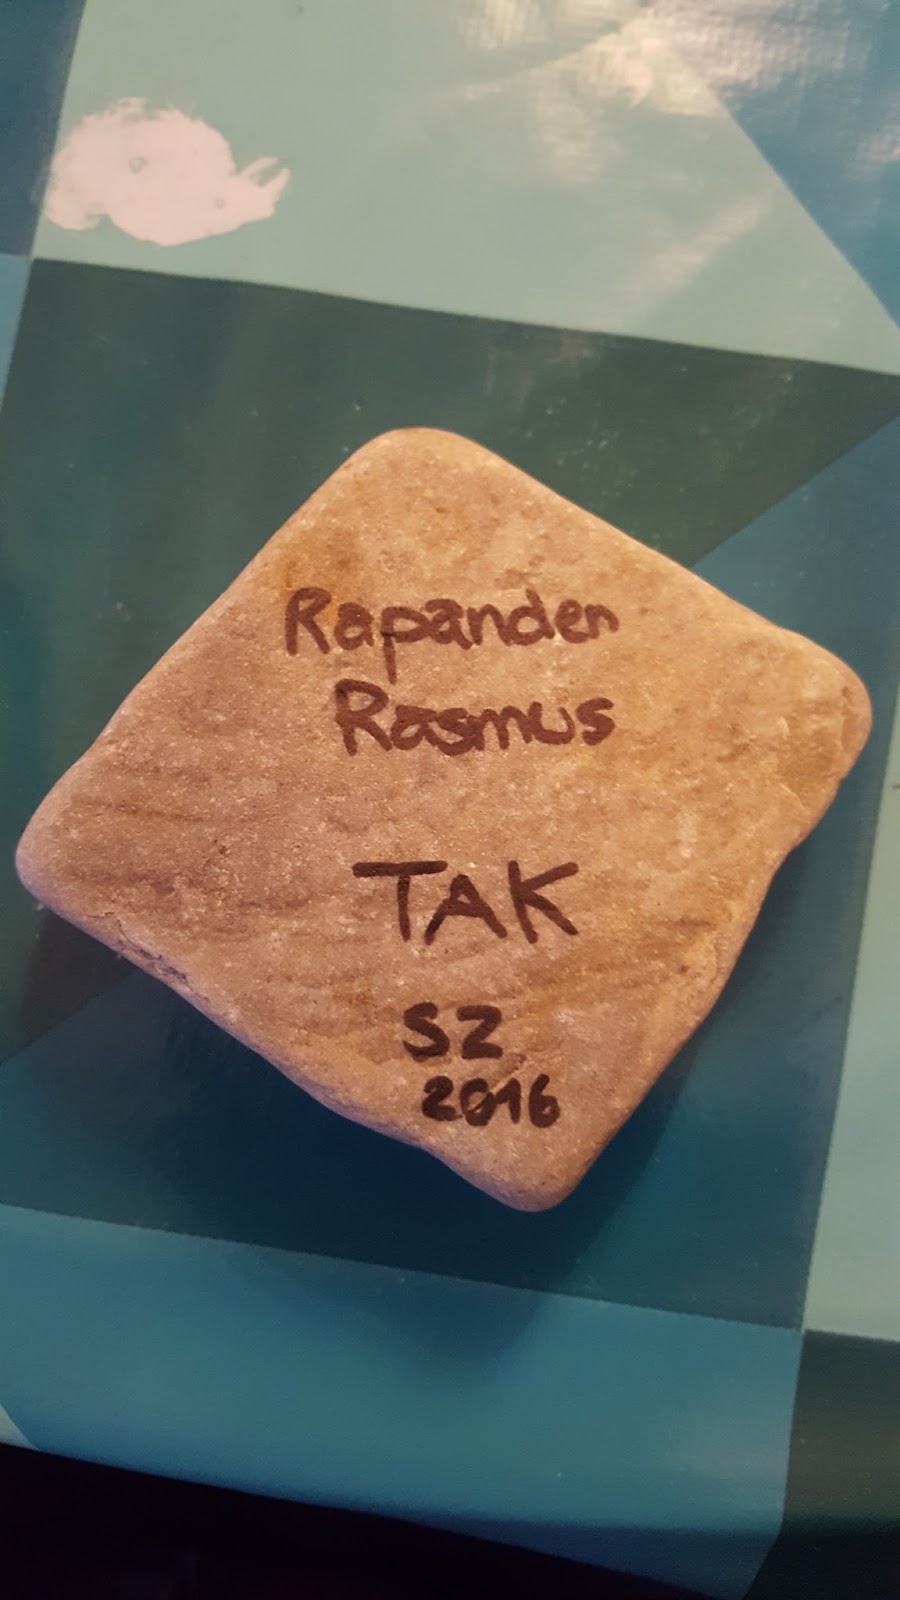 Rapanden
Rasmus
TAK
SZ
2016